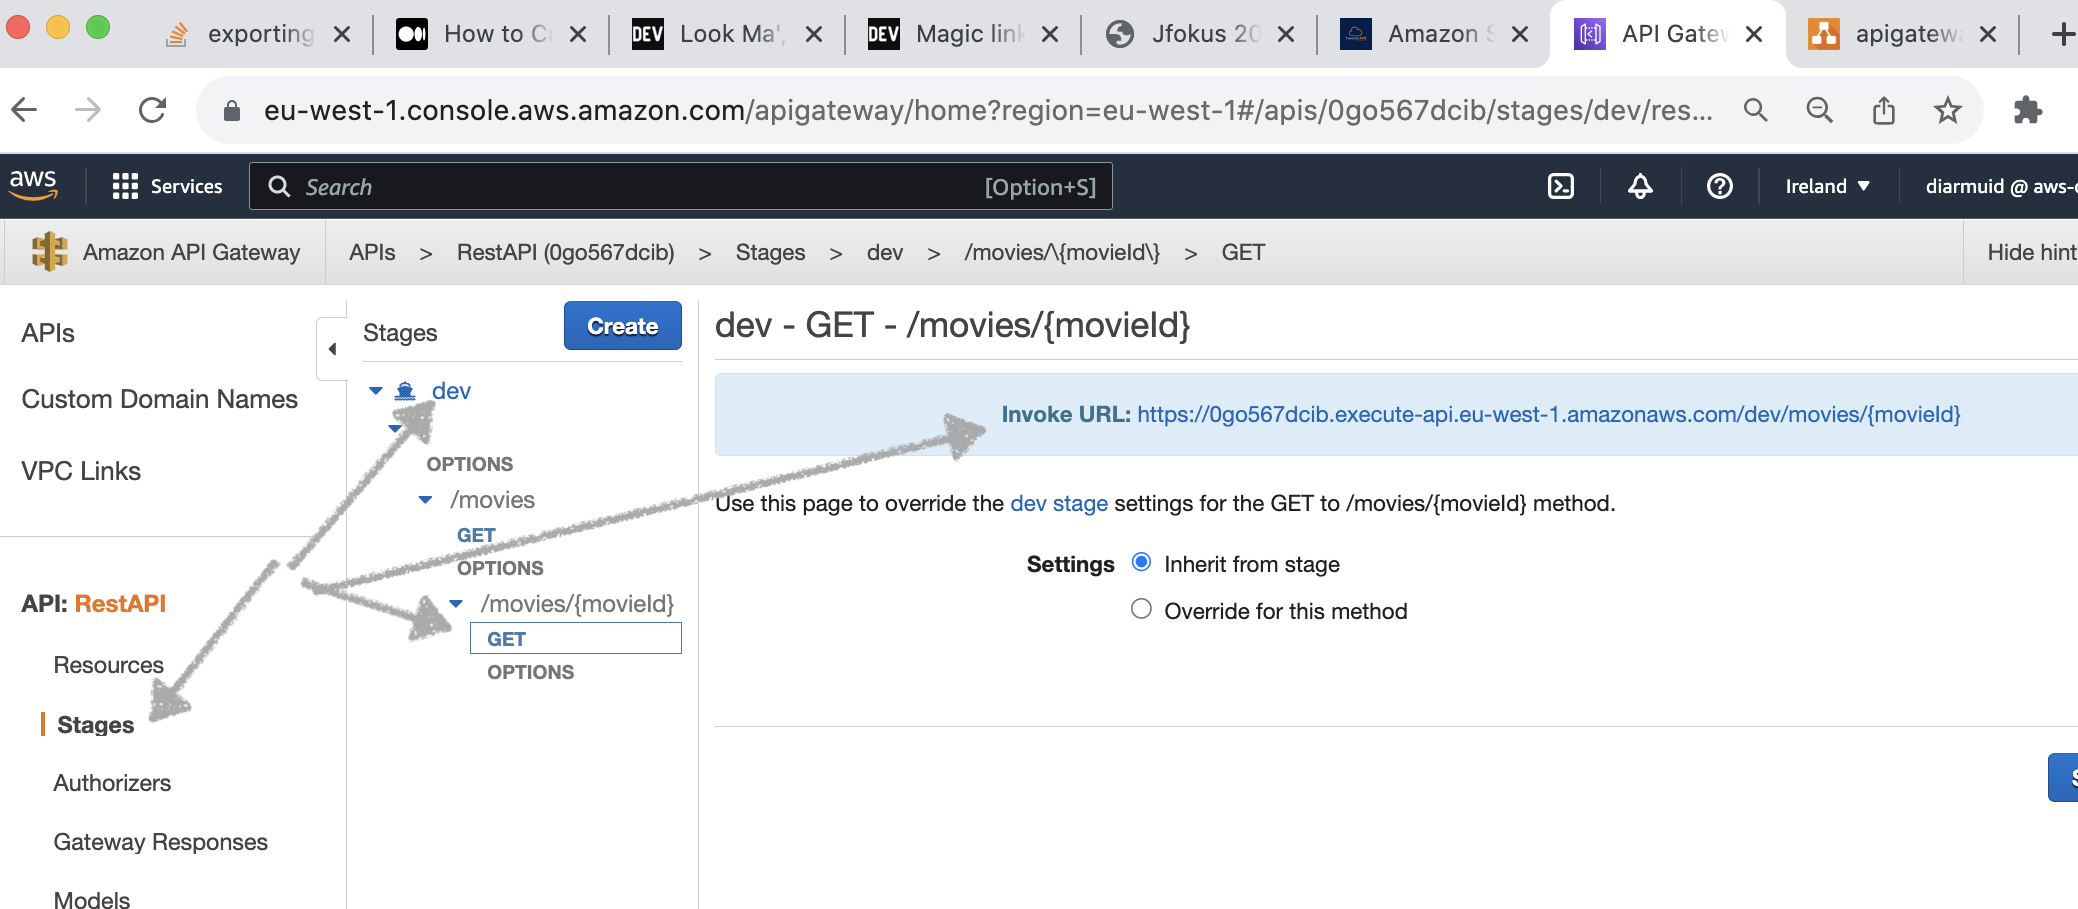 exporting
How to C
DEV Look Ma',
DEV Magic link
Jfokus 20
Amazon S
API Gatew
apigatewa
eu-west-1.console.aws.amazon.com/apigateway/home?region=eu-west-1#/apis/0go567dcib/stages/dev/res...
aws
Services
Search
[Option+S]
Ireland
diarmuid @ aws-
Amazon API Gateway
APIs > RestAPI (0go567dcib) > Stages > dev > /movies/\{movieId\} > GET
Hide hint
APIs
Custom Domain Names
VPC Links
API: RestAPI
Resources
Stages
Authorizers
Gateway Responses
Models
Stages
Create
dev
OPTIONS
/movies
GET
OPTIONS
/movies/{movieId}
GET
OPTIONS
dev - GET - /movies/{movieId}
Invoke URL: https://0go567dcib.execute-api.eu-west-1.amazonaws.com/dev/movies/{movieId}
Use this page to override the dev stage settings for the GET to /movies/{movieId} method.
Settings
Inherit from stage
Override for this method